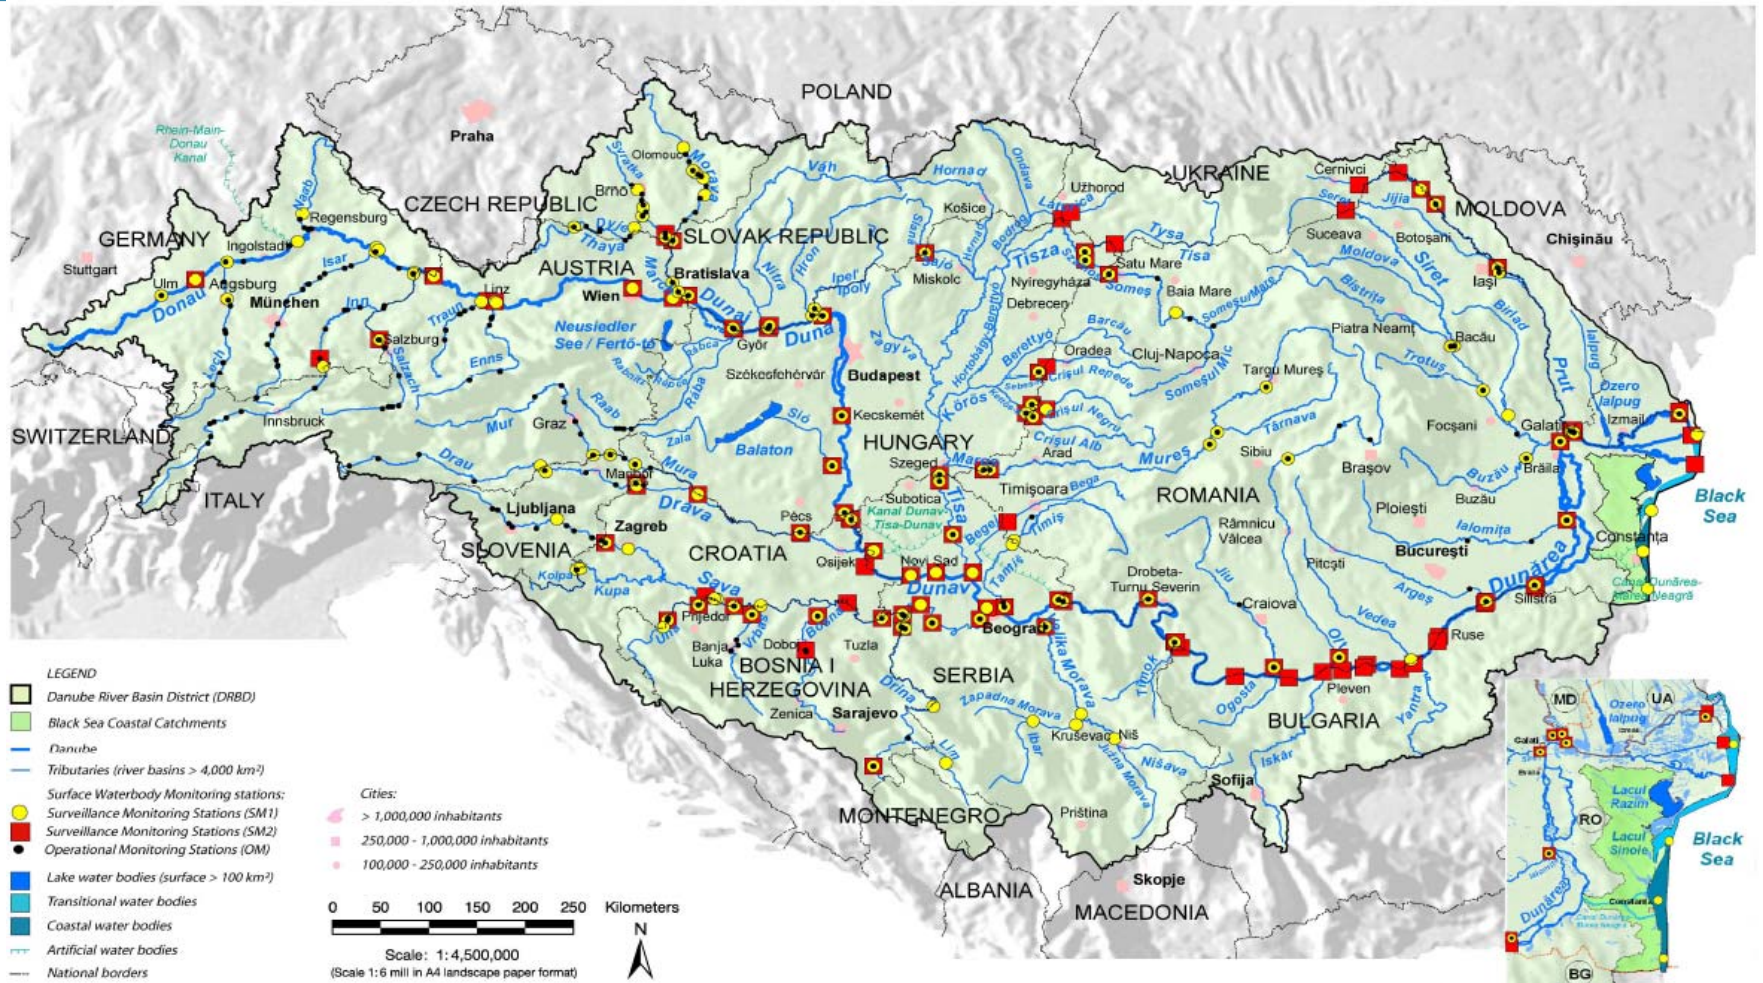 POLAND
Rhein-Main-
Donau
Kanal
Praha
Olomouc
Morava
Svratka
Váh
Hornad
Ondava
UKRAINE
Černivci
Brno
Naab
CZECH REPUBLIC
Užhorod
Latorica
Jijia
MOLDOVA
Regensburg
Košice
Suceava
Botoşani
Chişinău
GERMANY
Ingolstadt
Dyje
Thaya
SLOVAK REPUBLIC
Slana
Hernad
Bodrog
Tysa
Tisa
Moldova
Siret
Stuttgart
Isar
AUSTRIA
Bratislava
Nitra
Hron
Ipel'
Ipoly
Sajó
Miskolc
Tisza
Satu Mare
Iaşi
Ulm
Augsburg
Donau
München
Linz
Wien
Nyíregyháza
Someş
Baia Mare
Bistriţa
Inn
Traun
Dunaj
Duna
Debrecen
Someşu/Mare
Bîrlad
Neusiedler
See / Fertő-tó
Győr
Zagyva
Hortobágy-Berettyó
Barcău
Piatra Neamţ
Bacău
Ialpug
Lech
Salzburg
Salzach
Enns
Rábca
Rabnitz
Répce
Rába
Berettyó
Oradea
Cluj-Napoca
Trotuş
Prut
Székesfehérvár
Budapest
Crişul Repede
Someşul Mic
Targu Mureş
Ozero
Ialpug
Izmail
Innsbruck
Mur
Graz
Raab
Sió
Kecskemét
Körös
Crişul Negru
Târnava
Focşani
Galaţi
SWITZERLAND
Zala
Balaton
HUNGARY
Crişul Alb
Arad
Mureş
Sibiu
Braşov
Buzău
Brăila
ITALY
Drau
Maribor
Mura
Szeged
Maros
Timişoara
Bega
ROMANIA
Buzău
Black
Sea
Ljubljana
Drava
Pécs
Subotica
Kanal Dunav-
Tisa-Dunav
Tisa
Begej
Timiş
Râmnicu
Vâlcea
Ploieşti
Ialomiţa
Constanţa
Zagreb
SLOVENIA
CROATIA
Osijek
Novi Sad
Tamiš
Piteşti
Bucureşti
Dunărea
Kolpa
Kupa
Sava
Dunav
Drobeta-
Turnu Severin
Jiu
Argeş
Silistra
Canal Dunărea-
Marea Neagră
Una
Prijedor
Vrbas
Bosna
Beograd
Craiova
Vedea
Olt
Ruse
Banja
Luka
Doboj
Tuzla
Velika Morava
Timok
BOSNIA I
HERZEGOVINA
SERBIA
Drina
Zapadna Morava
Ogosta
Pleven
Yantra
Zenica
Sarajevo
Ibar
Kruševac
Niš
BULGARIA
Lim
Južna Morava
Nišava
Iskâr
Sofija
MONTENEGRO
Priština
ALBANIA
Skopje
MACEDONIA
LEGEND
Danube River Basin District (DRBD)
Black Sea Coastal Catchments
Danube
Tributaries (river basins > 4,000 km²)
Surface Waterbody Monitoring stations:
Surveillance Monitoring Stations (SM1)
Surveillance Monitoring Stations (SM2)
Operational Monitoring Stations (OM)
Lake water bodies (surface > 100 km²)
Transitional water bodies
Coastal water bodies
Artificial water bodies
National borders
Cities:
> 1,000,000 inhabitants
250,000 - 1,000,000 inhabitants
100,000 - 250,000 inhabitants
0 50 100 150 200 250 Kilometers
Scale: 1:4,500,000
(Scale 1:6 mill in A4 landscape paper format)
N
MD
UA
Ozero
Ialpug
Galati
Lacul
Razim
RO
Lacul
Sinoie
Black
Sea
Dunărea
Constanta
BG